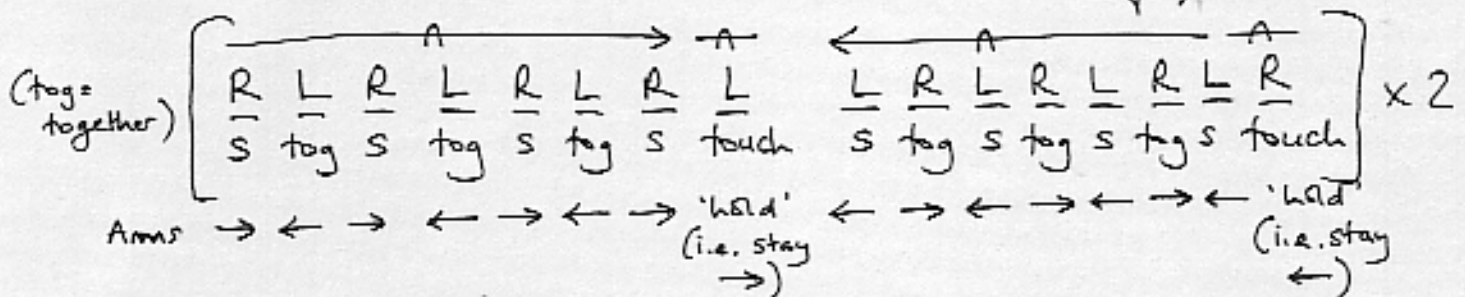 (tog= R L R L R L R L L R L R L R L R x 2
together) S tog S tog S tog S touch S tog S tog S tog S touch
Arms → ← → ← → ← → 'hold' ← → ← → ← → ← 'hold'
(i.e. stay (i.e. stay
→) ←)